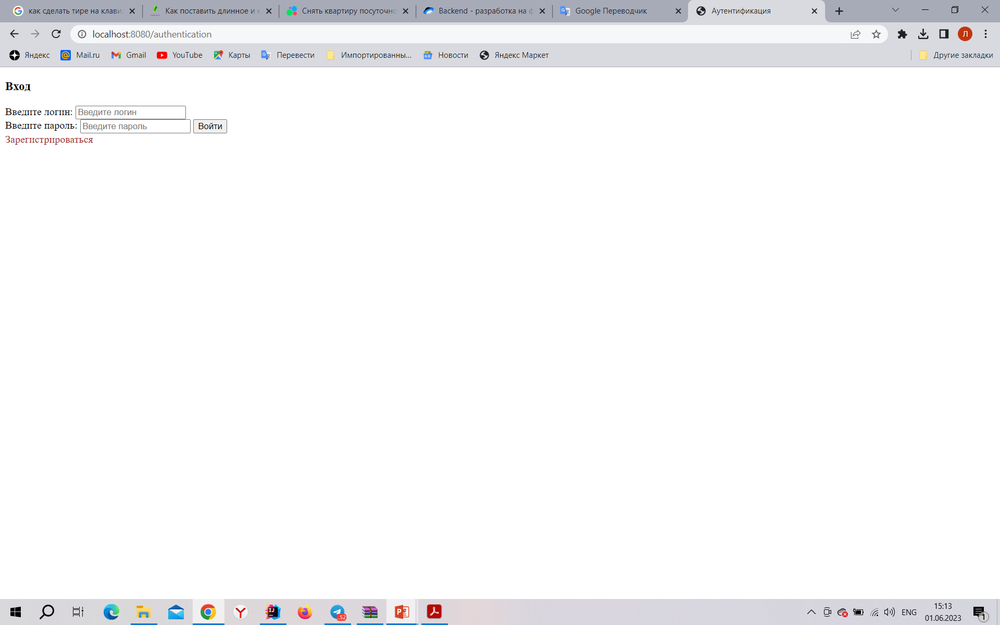 как сделать тире на клави
Как поставить длинное и к
Снять квартиру посуточно
Backend - разработка на ф
Google Переводчик
Аутентификация
localhost:8080/authentication
Л
Яндекс
Mail.ru
Gmail
YouTube
Карты
Перевести
Импортированны...
Новости
Яндекс Маркет
Другие закладки
Вход
Введите логин: Введите логин
Введите пароль: Введите пароль Войти
Зарегистрироваться
..52
ENG
15:13
01.06.2023
1